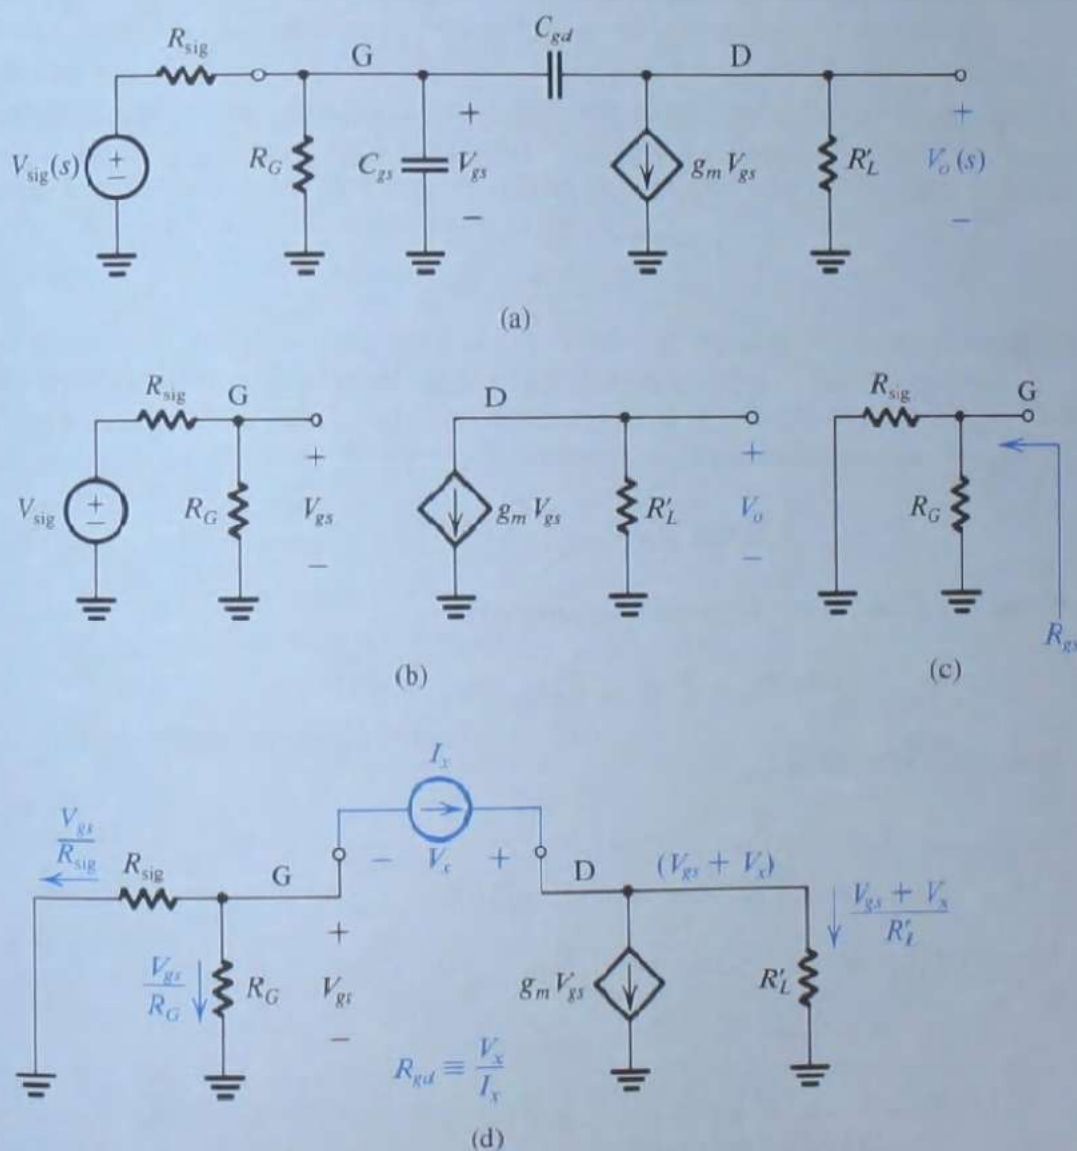 C_gd
R_sig G D
+ +
V_sig(s) + − R_G C_gs V_gs g_m V_gs R'_L V_o(s)
− −
(a)
R_sig G D R_sig G
+ +
V_sig + − R_G V_gs g_m V_gs R'_L V_o R_G
− −
R_gs
(b) (c)
I_x
V_gs / R_sig R_sig G − V_x + D (V_gs + V_x) (V_gs + V_x) / R'_L
+
V_gs / R_G R_G V_gs g_m V_gs R'_L
−
R_gd ≡ V_x / I_x
(d)